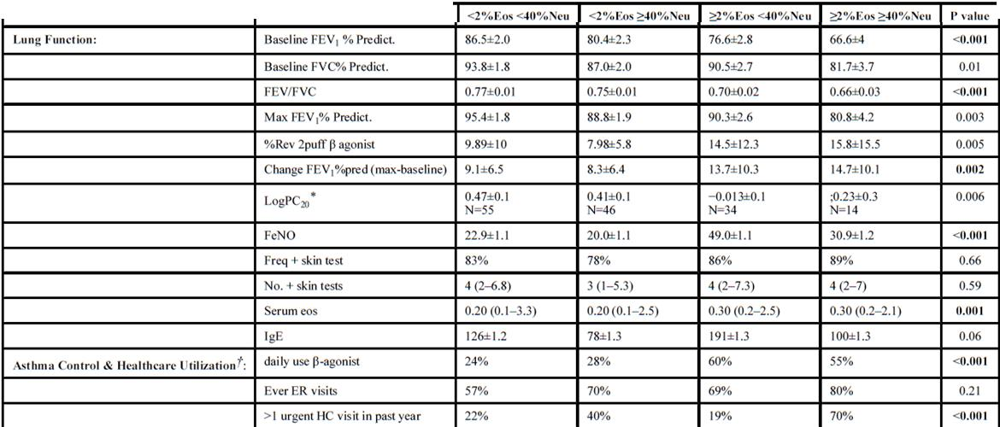 <2%Eos <40%Neu <2%Eos ≥40%Neu ≥2%Eos <40%Neu ≥2%Eos ≥40%Neu P value
Lung Function: Baseline FEV1 % Predict. 86.5±2.0 80.4±2.3 76.6±2.8 66.6±4 <0.001
Baseline FVC% Predict. 93.8±1.8 87.0±2.0 90.5±2.7 81.7±3.7 0.01
FEV/FVC 0.77±0.01 0.75±0.01 0.70±0.02 0.66±0.03 <0.001
Max FEV1% Predict. 95.4±1.8 88.8±1.9 90.3±2.6 80.8±4.2 0.003
%Rev 2puff β agonist 9.89±10 7.98±5.8 14.5±12.3 15.8±15.5 0.005
Change FEV1%pred (max-baseline) 9.1±6.5 8.3±6.4 13.7±10.3 14.7±10.1 0.002
LogPC20* 0.47±0.1 0.41±0.1 −0.013±0.1 ;0.23±0.3 0.006
N=55 N=46 N=34 N=14
FeNO 22.9±1.1 20.0±1.1 49.0±1.1 30.9±1.2 <0.001
Freq + skin test 83% 78% 86% 89% 0.66
No. + skin tests 4 (2–6.8) 3 (1–5.3) 4 (2–7.3) 4 (2–7) 0.59
Serum eos 0.20 (0.1–3.3) 0.20 (0.1–2.5) 0.30 (0.2–2.5) 0.30 (0.2–2.1) 0.001
IgE 126±1.2 78±1.3 191±1.3 100±1.3 0.06
Asthma Control & Healthcare Utilization†: daily use β-agonist 24% 28% 60% 55% <0.001
Ever ER visits 57% 70% 69% 80% 0.21
>1 urgent HC visit in past year 22% 40% 19% 70% <0.001